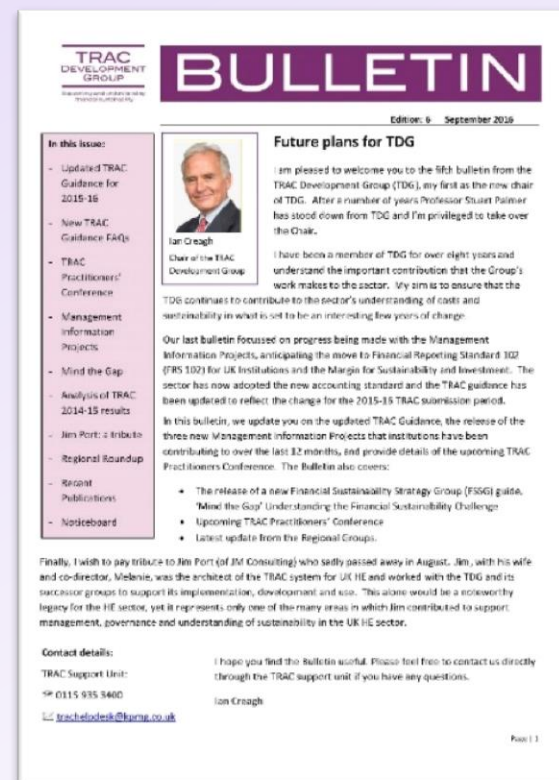 TRAC
DEVELOPMENT
GROUP
BULLETIN
Edition: 6 September 2016
In this issue:
- Updated TRAC
Guidance for
2015-16
- New TRAC
Guidance FAQs
- TRAC
Practitioners'
Conference
- Management
Information
Projects
- Mind the Gap
- Analysis of TRAC
2014-15 results
- Jim Port: a tribute
- Regional Roundup
- Recent
Publications
- Noticeboard
Ian Creagh
Chair of the TRAC
Development Group
Future plans for TDG
I am pleased to welcome you to the fifth bulletin from the
TRAC Development Group (TDG), my first as the new chair
of TDG. After a number of years Professor Stuart Palmer
has stood down from TDG and I'm privileged to take over
the Chair.
I have been a member of TDG for over eight years and
understand the important contribution that the Group's
work makes to the sector. My aim is to ensure that the
TDG continues to contribute to the sector's understanding of costs and
sustainability in what is set to be an interesting few years of change.
Our last bulletin focussed on progress being made with the Management
Information Projects, anticipating the move to Financial Reporting Standard 102
(FRS 102) for UK Institutions and the Margin for Sustainability and Investment. The
sector has now adopted the new accounting standard and the TRAC guidance has
been updated to reflect the change for the 2015-16 TRAC submission period.
In this bulletin, we update you on the updated TRAC Guidance, the release of the
three new Management Information Projects that institutions have been
contributing to over the last 12 months, and provide details of the upcoming TRAC
Practitioners Conference. The Bulletin also covers:
• The release of a new Financial Sustainability Strategy Group (FSSG) guide,
'Mind the Gap' Understanding the Financial Sustainability Challenge
• Upcoming TRAC Practitioners' Conference
• Latest update from the Regional Groups.
Finally, I wish to pay tribute to Jim Port (of JM Consulting) who sadly passed away in August. Jim, with his wife
and co-director, Melanie, was the architect of the TRAC system for UK HE and worked with the TDG and its
successor groups to support its implementation, development and use. This alone would be a noteworthy
legacy for the HE sector, yet it represents only one of the many areas in which Jim contributed to support
management, governance and understanding of sustainability in the UK HE sector.
Contact details:
TRAC Support Unit:
0115 935 3400
trachelpdesk@kpmg.co.uk
I hope you find the Bulletin useful. Please feel free to contact us directly
through the TRAC support unit if you have any questions.
Ian Creagh
Page | 1